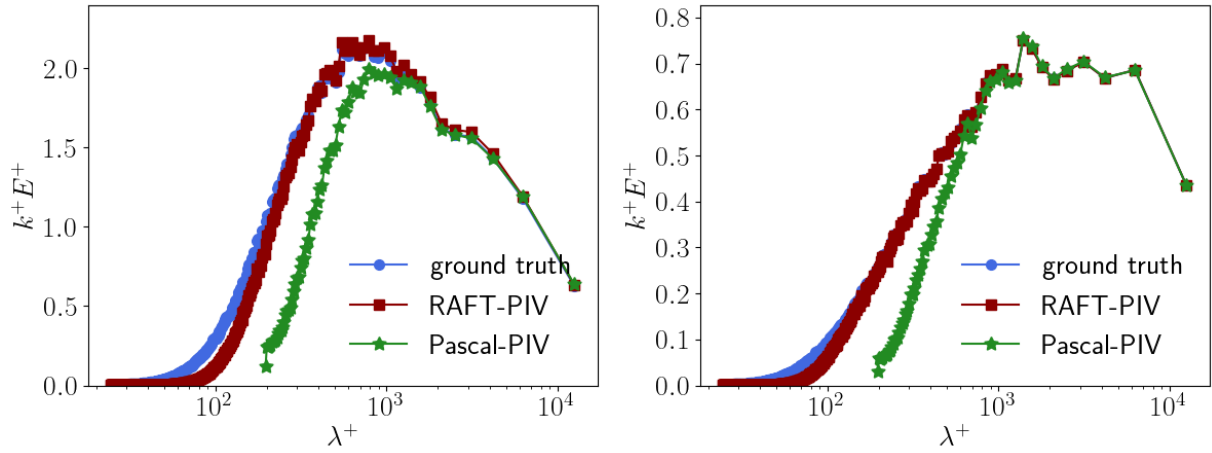 2.0
1.5
1.0
0.5
0.0
k⁺E⁺
ground truth
RAFT-PIV
Pascal-PIV
10² 10³ 10⁴
λ⁺
0.8
0.7
0.6
0.5
0.4
0.3
0.2
0.1
0.0
k⁺E⁺
ground truth
RAFT-PIV
Pascal-PIV
10² 10³ 10⁴
λ⁺